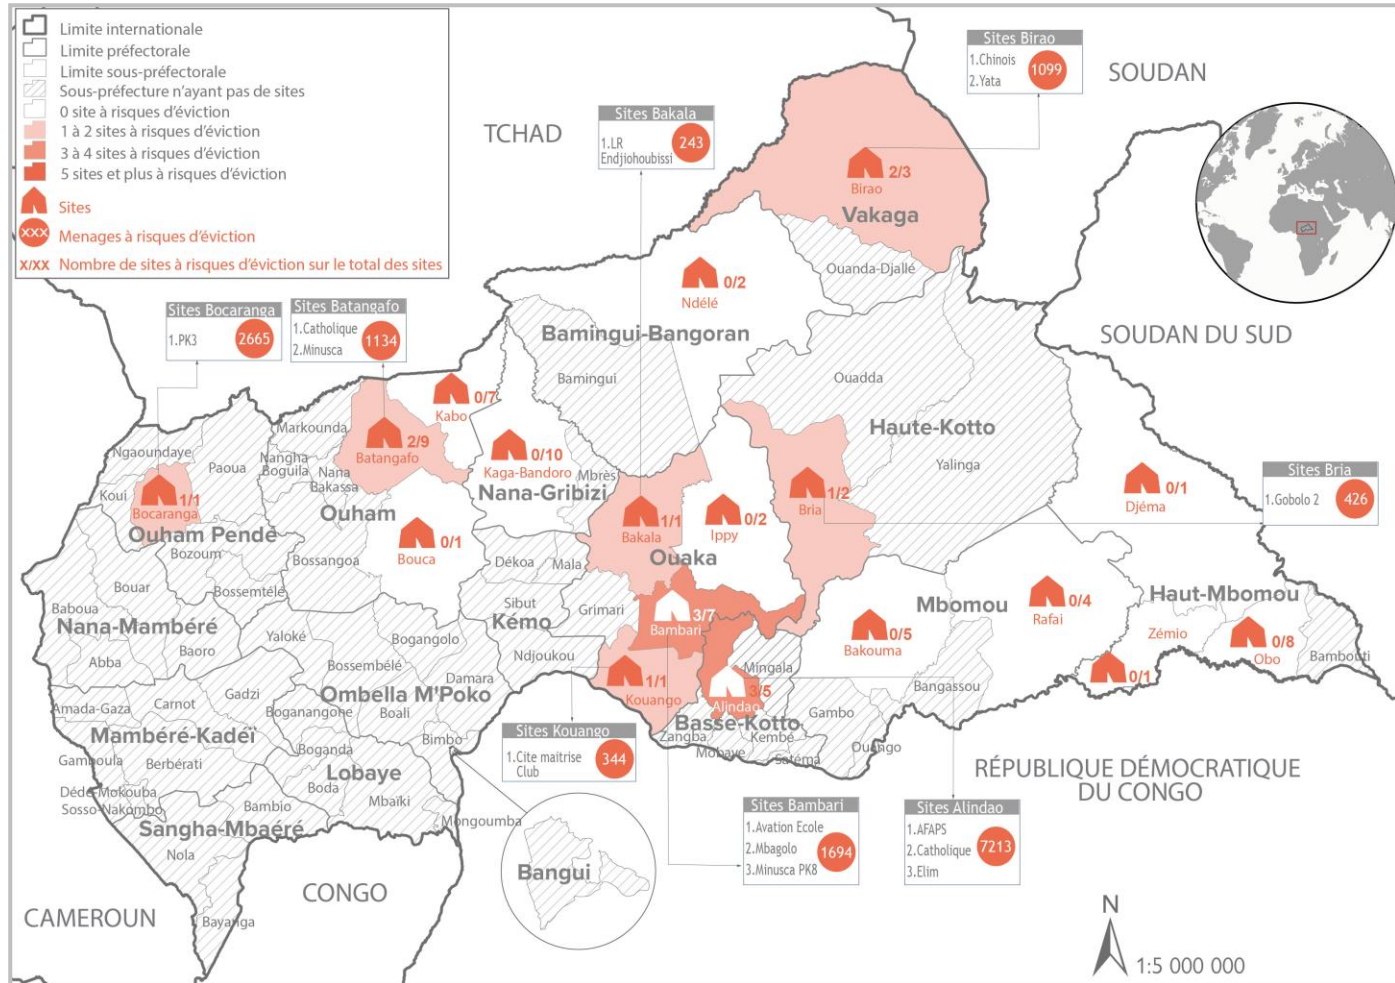 Limite internationale
Limite préfectorale
Limite sous-préfectorale
Sous-préfecture n'ayant pas de sites
0 site à risques d'éviction
1 à 2 sites à risques d'éviction
3 à 4 sites à risques d'éviction
5 sites et plus à risques d'éviction
Sites
XXX Menages à risques d'éviction
X/XX Nombre de sites à risques d'éviction sur le total des sites
Sites Birao
1.Chinois
2.Yata
1099
SOUDAN
TCHAD
Sites Bakala
1.LR
Endjiohoubissi
243
2/3
Birao
Vakaga
Ouanda-Djallé
0/2
Ndélé
SOUDAN DU SUD
Sites Bocaranga
1.PK3
2665
Sites Batangafo
1.Catholique
2.Minusca
1134
Bamingui-Bangoran
Bamingui
Ouadda
Haute-Kotto
Yalinga
0/7
Kabo
Markounda
2/9
Batangafo
0/10
Kaga-Bandoro
Mbrès
Nana-Gribizi
Ngaoundaye
Paoua
Nangha
Boguila
Nana
Bakassa
Koui
1/1
Bocaranga
Ouham
Ouham Pendé
Bozoum
Bossangoa
0/1
Bouca
1/1
Bakala
0/2
Ippy
Ouaka
1/2
Bria
Sites Bria
1.Gobolo 2
426
0/1
Djéma
Dékoa
Mala
Bouar
Bossemtélé
Sibut
Grimari
Kémo
3/7
Bambari
Mbomou
0/4
Rafai
Haut-Mbomou
Baboua
Nana-Mambéré
Yaloké
Bogangolo
0/5
Bakouma
Zémio
0/8
Obo
Bambouti
Abba
Baoro
Bossembélé
Ndjoukou
Mingala
Damara
1/1
Kouango
3/5
Alindao
Bangassou
0/1
Gadzi
Ombella M'Poko
Amada-Gaza
Carnot
Boganangone
Boali
Basse-Kotto
Gambo
Mambéré-Kadéï
Bimbo
Zangba
Kembé
Mobaye
Satéma
Ouango
Gamboula
Berbérati
Boganda
Lobaye
Boda
Mbaïki
Sites Kouango
1.Cite maitrise
Club
344
RÉPUBLIQUE DÉMOCRATIQUE
DU CONGO
Dédé-Mokouba
Sosso-Nakombo
Bambio
Sangha-Mbaéré
Mongoumba
Nola
Sites Bambari
1.Avation Ecole
2.Mbagolo
3.Minusca PK8
1694
Sites Alindao
1.AFAPS
2.Catholique
3.Elim
7213
Bangui
CONGO
CAMEROUN
Bayanga
N
1:5 000 000